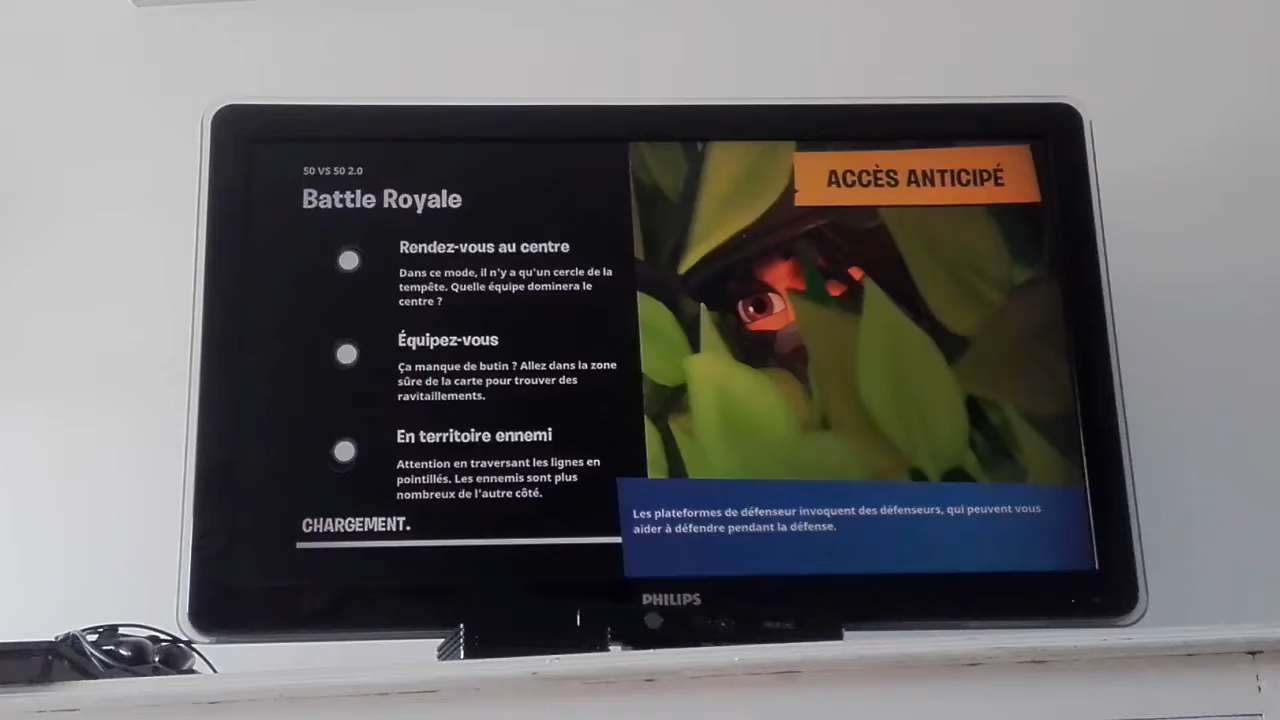 50 VS 50 2.0
Battle Royale
Rendez-vous au centre
Dans ce mode, il n'y a qu'un cercle de la
tempête. Quelle équipe dominera le
centre ?
Équipez-vous
Ça manque de butin ? Allez dans la zone
sûre de la carte pour trouver des
ravitaillements.
En territoire ennemi
Attention en traversant les lignes en
pointillés. Les ennemis sont plus
nombreux de l'autre côté.
CHARGEMENT.
ACCÈS ANTICIPÉ
Les plateformes de défenseur invoquent des défenseurs, qui peuvent vous
aider à défendre pendant la défense.
PHILIPS